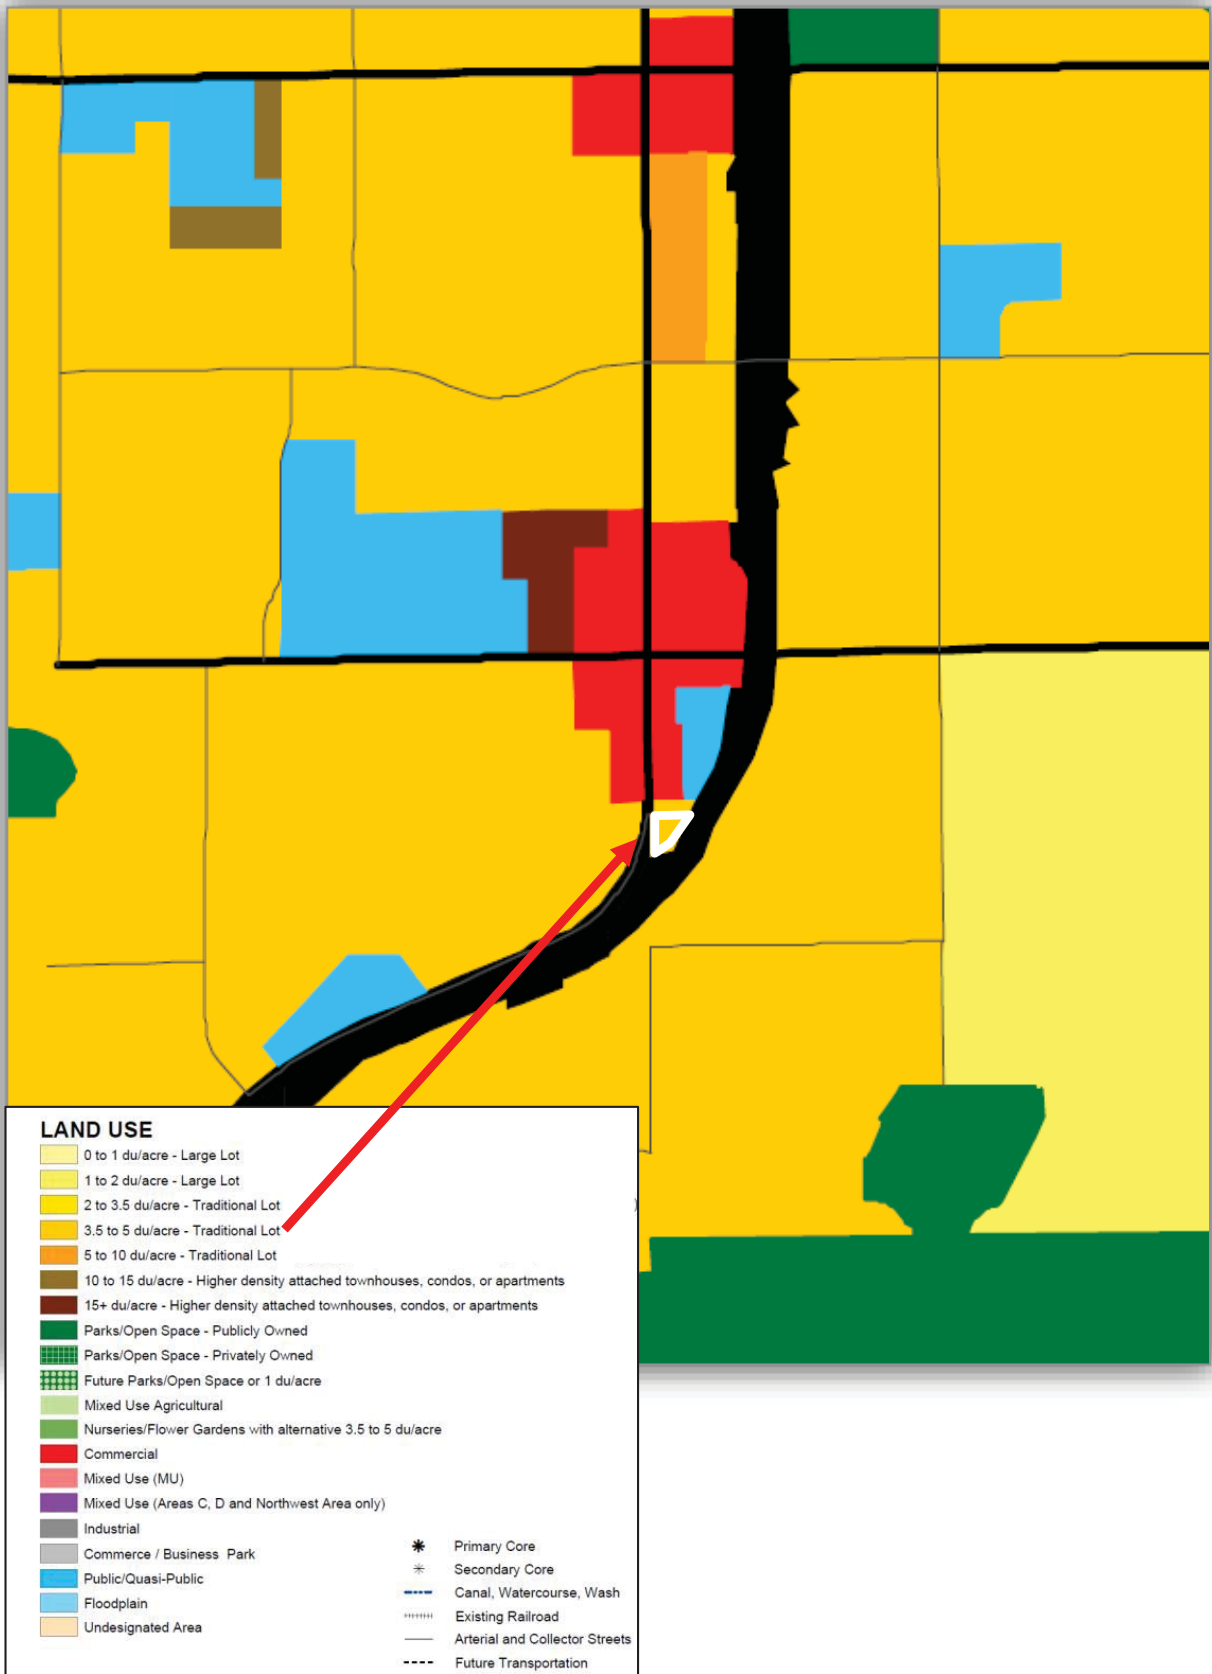 LAND USE
0 to 1 du/acre - Large Lot
1 to 2 du/acre - Large Lot
2 to 3.5 du/acre - Traditional Lot
)
3.5 to 5 du/acre - Traditional Lot
5 to 10 du/acre - Traditional Lot
10 to 15 du/acre - Higher density attached townhouses, condos, or apartments
15+ du/acre - Higher density attached townhouses, condos, or apartments
Parks/Open Space - Publicly Owned
Parks/Open Space - Privately Owned
Future Parks/Open Space or 1 du/acre
Mixed Use Agricultural
Nurseries/Flower Gardens with alternative 3.5 to 5 du/acre
Commercial
Mixed Use (MU)
Mixed Use (Areas C, D and Northwest Area only)
Industrial
Commerce / Business Park
Public/Quasi-Public
Floodplain
Undesignated Area
Primary Core
Secondary Core
Canal, Watercourse, Wash
Existing Railroad
Arterial and Collector Streets
Future Transportation